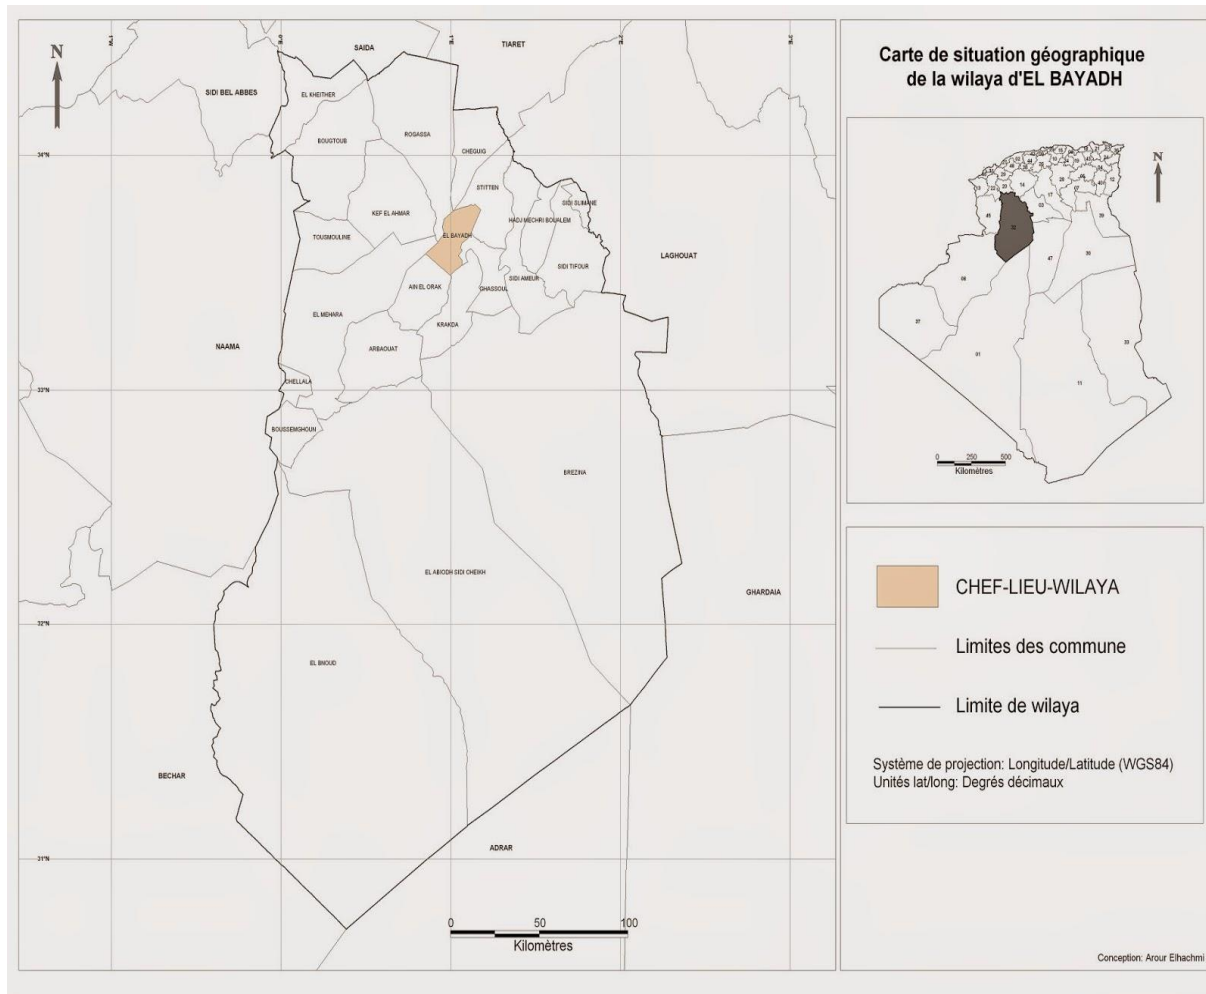 Carte de situation géographique
de la wilaya d'EL BAYADH
N
SAIDA
TIARET
SIDI BEL ABBES
EL KHEITHER
BOUGTOUB
ROGASSA
CHEGUIG
34°N
STITTEN
SIDI SLIMANE
KEF EL AHMAR
HADJ MECHRI BOUALEM
TOUSMOULINE
EL BAYADH
LAGHOUAT
SIDI TIFOUR
SIDI AMEUR
AIN EL ORAK
GHASSOUL
EL MEHARA
KRAKDA
NAAMA
ARBAOUAT
CHELLALA
33°N
BOUSSEMGHOUN
BREZINA
EL ABIODH SIDI CHEIKH
GHARDAIA
32°N
EL BNOUD
BECHAR
ADRAR
31°N
0 50 100
Kilomètres
N
0 250 500
Kilomètres
CHEF-LIEU-WILAYA
Limites des commune
Limite de wilaya
Système de projection: Longitude/Latitude (WGS84)
Unités lat/long: Degrés décimaux
Conception: Arour Elhachmi